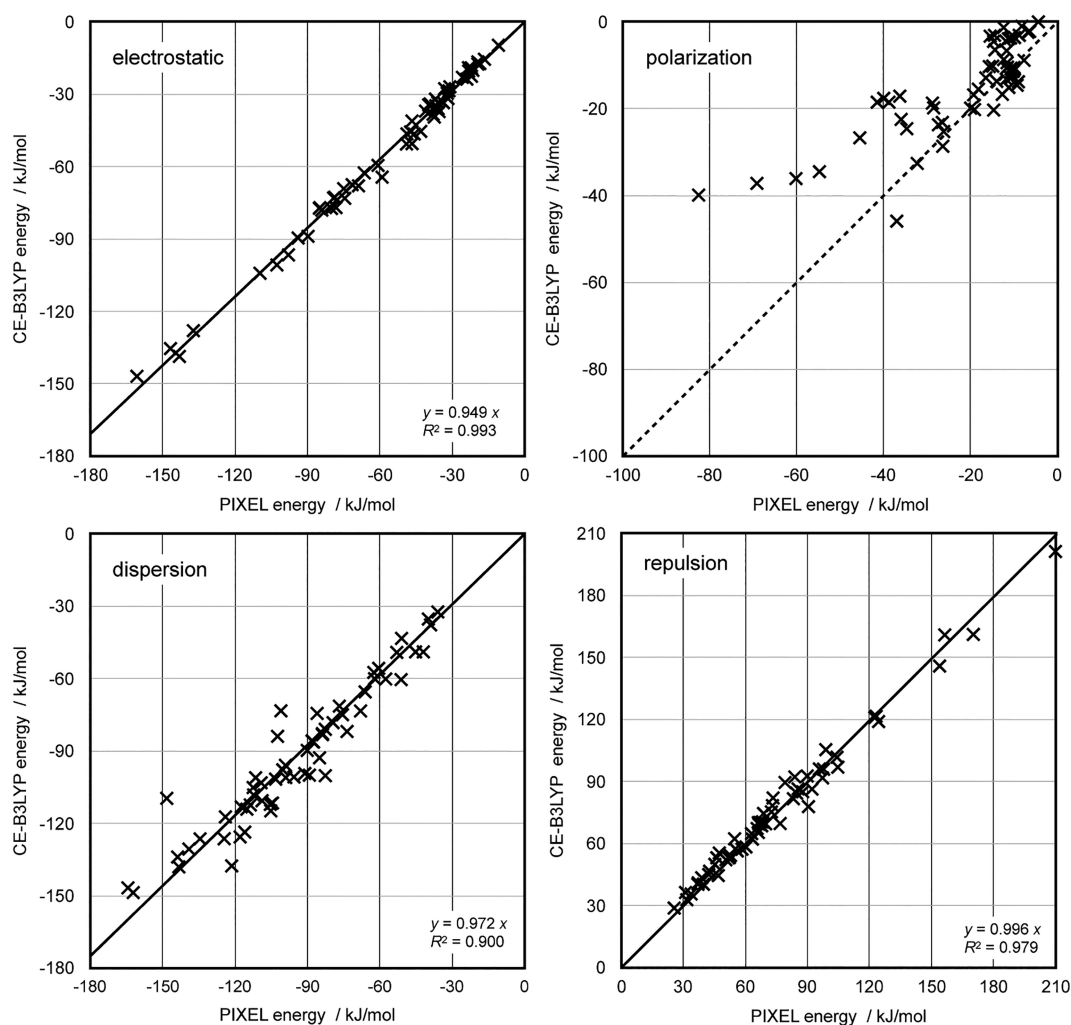 electrostatic
CE-B3LYP energy / kJ/mol
0
-30
-60
-90
-120
-150
-180
y = 0.949 x
R² = 0.993
-180 -150 -120 -90 -60 -30 0
PIXEL energy / kJ/mol
polarization
CE-B3LYP energy / kJ/mol
0
-20
-40
-60
-80
-100
-100 -80 -60 -40 -20 0
PIXEL energy / kJ/mol
dispersion
CE-B3LYP energy / kJ/mol
0
-30
-60
-90
-120
-150
-180
y = 0.972 x
R² = 0.900
-180 -150 -120 -90 -60 -30 0
PIXEL energy / kJ/mol
repulsion
CE-B3LYP energy / kJ/mol
210
180
150
120
90
60
30
0
y = 0.996 x
R² = 0.979
0 30 60 90 120 150 180 210
PIXEL energy / kJ/mol